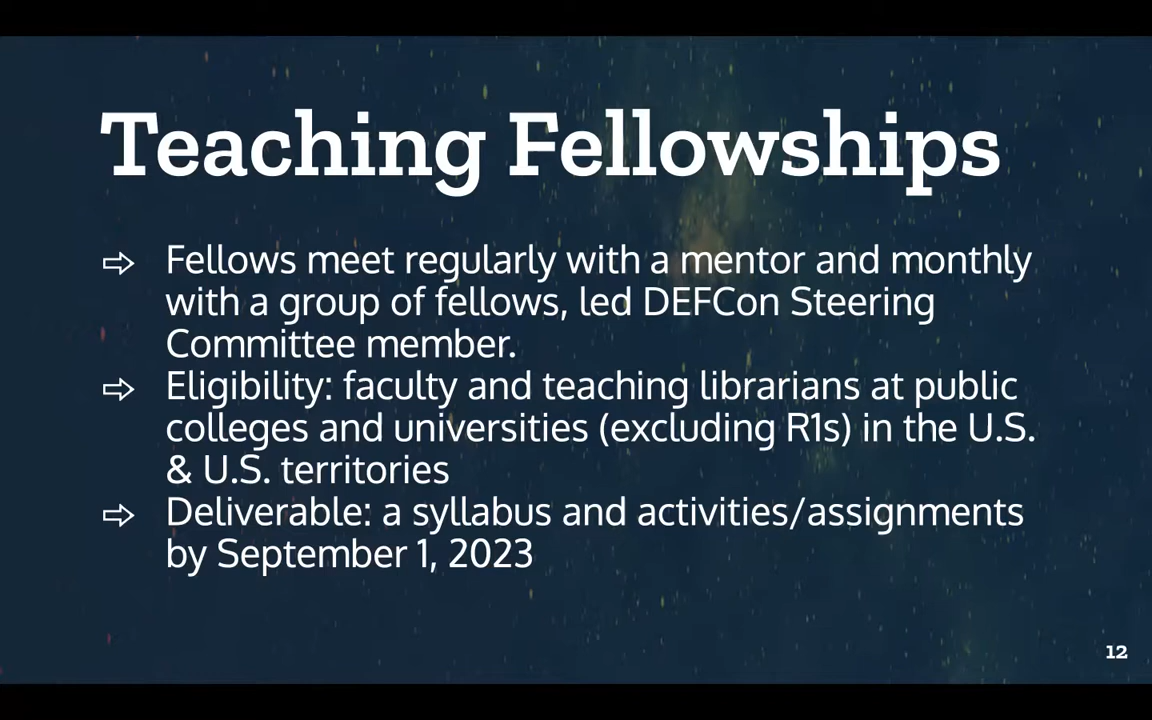 Teaching Fellowships
⇨ Fellows meet regularly with a mentor and monthly
with a group of fellows, led DEFCon Steering
Committee member.
⇨ Eligibility: faculty and teaching librarians at public
colleges and universities (excluding R1s) in the U.S.
& U.S. territories
⇨ Deliverable: a syllabus and activities/assignments
by September 1, 2023
12